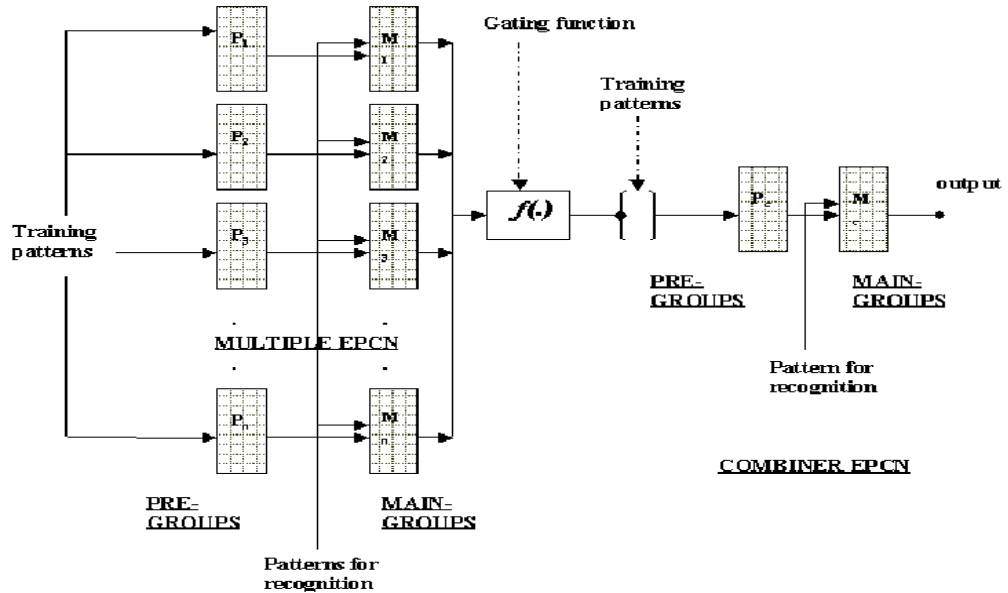 Gating function
Training
patterns
P1
M
1
P2
M
2
P3
M
3
Pn
M
n
Training
patterns
MULTIPLE EPCN
PRE-
GROUPS
MAIN-
GROUPS
Patterns for
recognition
f(.)
Pc
M
c
output
PRE-
GROUPS
MAIN-
GROUPS
Pattern for
recognition
COMBINER EPCN